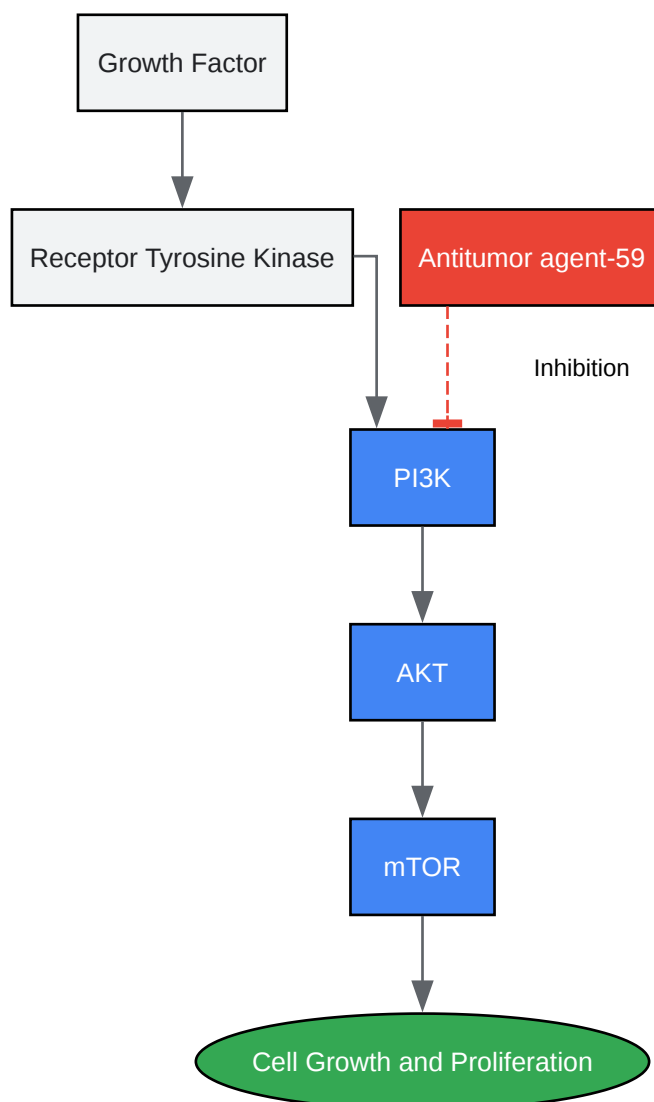 Growth Factor
Receptor Tyrosine Kinase
Antitumor agent-59
Inhibition
PI3K
AKT
mTOR
Cell Growth and Proliferation